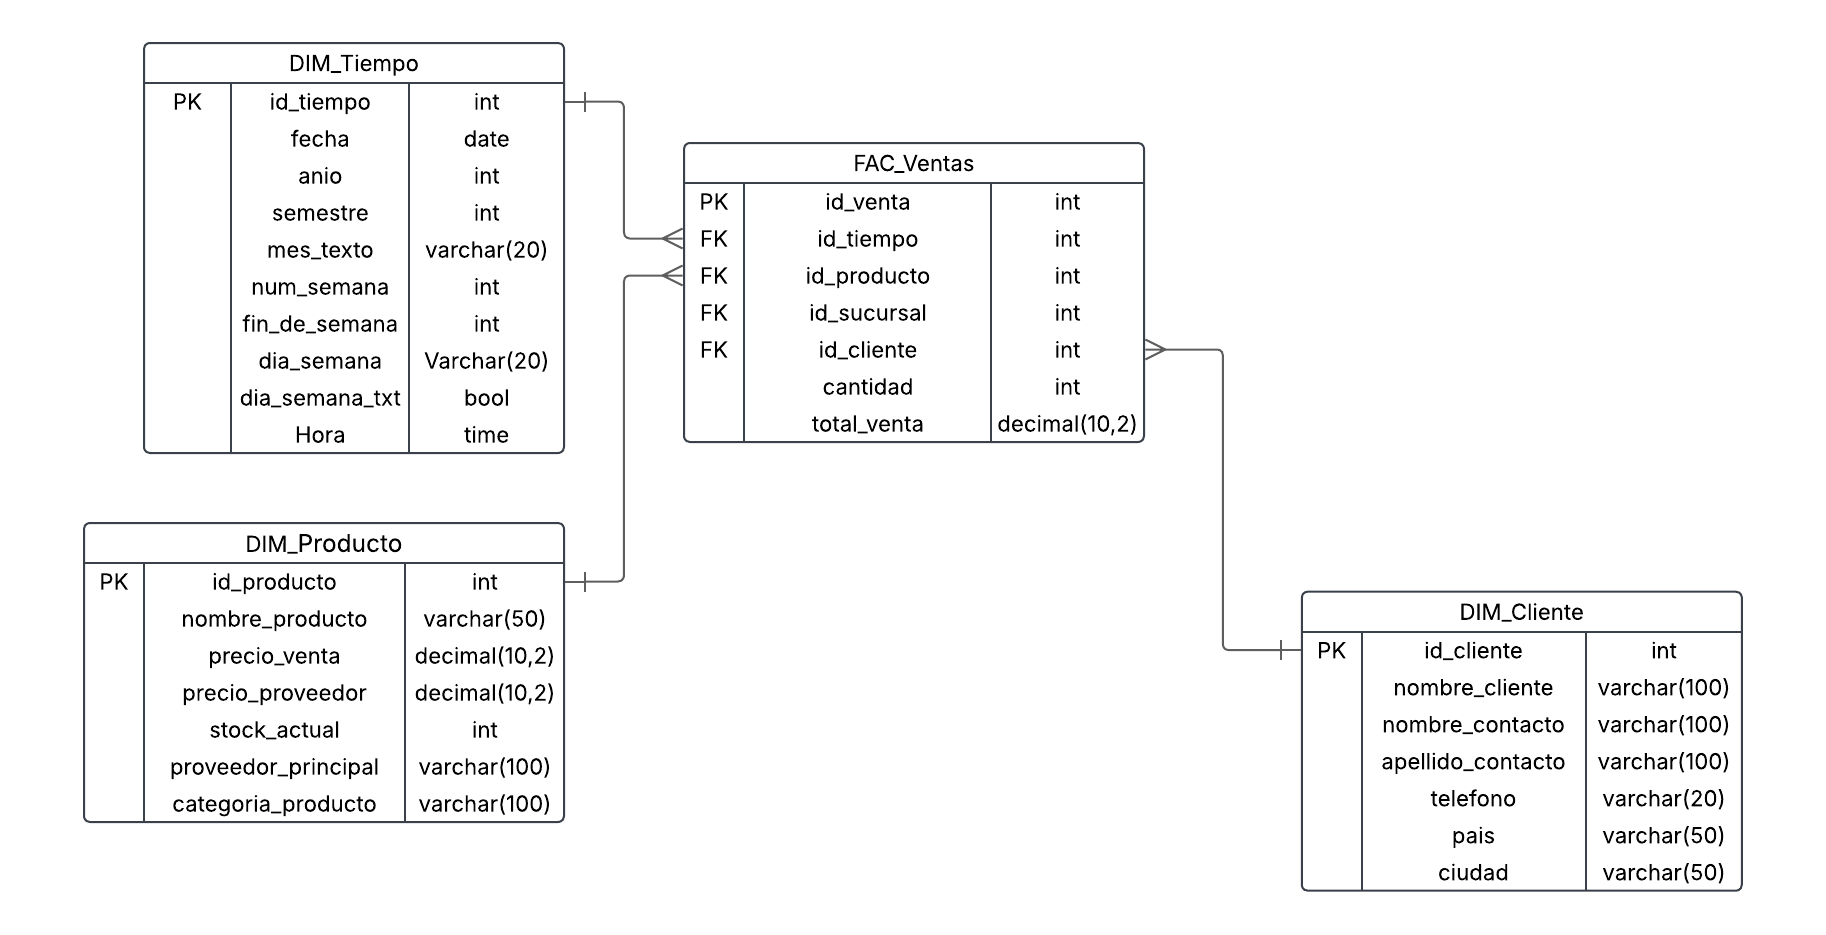 DIM_Tiempo
PK id_tiempo int
fecha date
anio int
semestre int
mes_texto varchar(20)
num_semana int
fin_de_semana int
dia_semana Varchar(20)
dia_semana_txt bool
Hora time
FAC_Ventas
PK id_venta int
FK id_tiempo int
FK id_producto int
FK id_sucursal int
FK id_cliente int
cantidad int
total_venta decimal(10,2)
DIM_Producto
PK id_producto int
nombre_producto varchar(50)
precio_venta decimal(10,2)
precio_proveedor decimal(10,2)
stock_actual int
proveedor_principal varchar(100)
categoria_producto varchar(100)
DIM_Cliente
PK id_cliente int
nombre_cliente varchar(100)
nombre_contacto varchar(100)
apellido_contacto varchar(100)
telefono varchar(20)
pais varchar(50)
ciudad varchar(50)